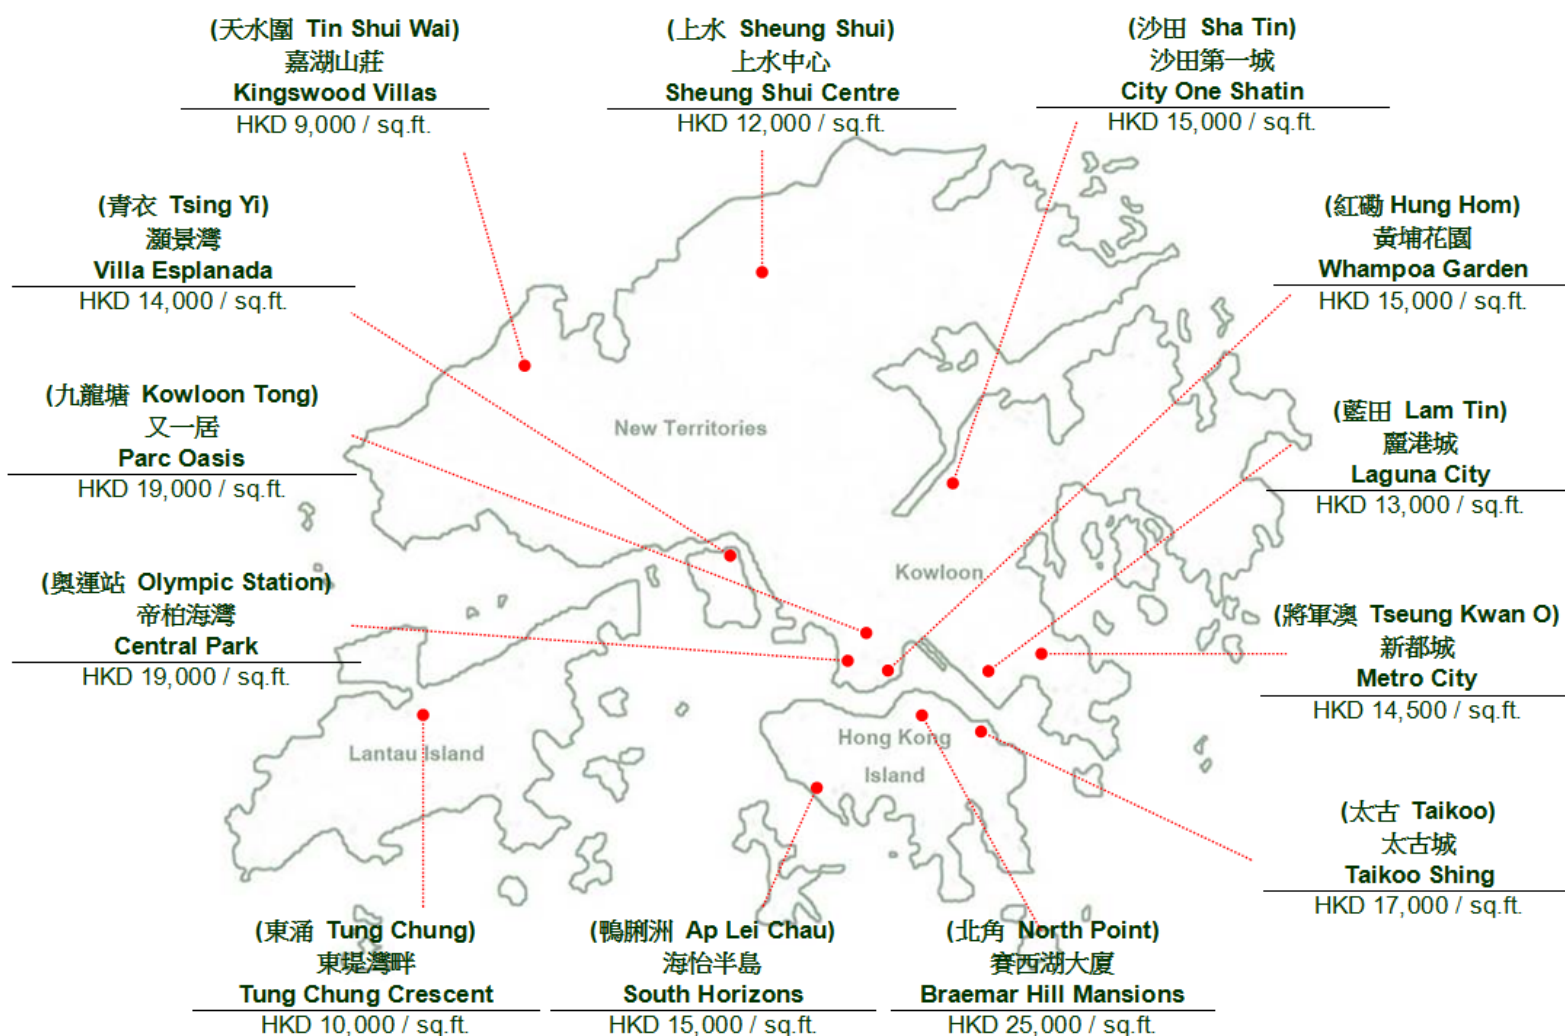 (天水圍 Tin Shui Wai)
嘉湖山莊
Kingswood Villas
HKD 9,000 / sq.ft.
(上水 Sheung Shui)
上水中心
Sheung Shui Centre
HKD 12,000 / sq.ft.
(沙田 Sha Tin)
沙田第一城
City One Shatin
HKD 15,000 / sq.ft.
(青衣 Tsing Yi)
灝景灣
Villa Esplanada
HKD 14,000 / sq.ft.
(紅磡 Hung Hom)
黃埔花園
Whampoa Garden
HKD 15,000 / sq.ft.
(九龍塘 Kowloon Tong)
又一居
Parc Oasis
HKD 19,000 / sq.ft.
New Territories
(藍田 Lam Tin)
麗港城
Laguna City
HKD 13,000 / sq.ft.
(奧運站 Olympic Station)
帝柏海灣
Central Park
HKD 19,000 / sq.ft.
Kowloon
(將軍澳 Tseung Kwan O)
新都城
Metro City
HKD 14,500 / sq.ft.
Lantau Island
Hong Kong
Island
(太古 Taikoo)
太古城
Taikoo Shing
HKD 17,000 / sq.ft.
(東涌 Tung Chung)
東堤灣畔
Tung Chung Crescent
HKD 10,000 / sq.ft.
(鴨脷洲 Ap Lei Chau)
海怡半島
South Horizons
HKD 15,000 / sq.ft.
(北角 North Point)
賽西湖大廈
Braemar Hill Mansions
HKD 25,000 / sq.ft.